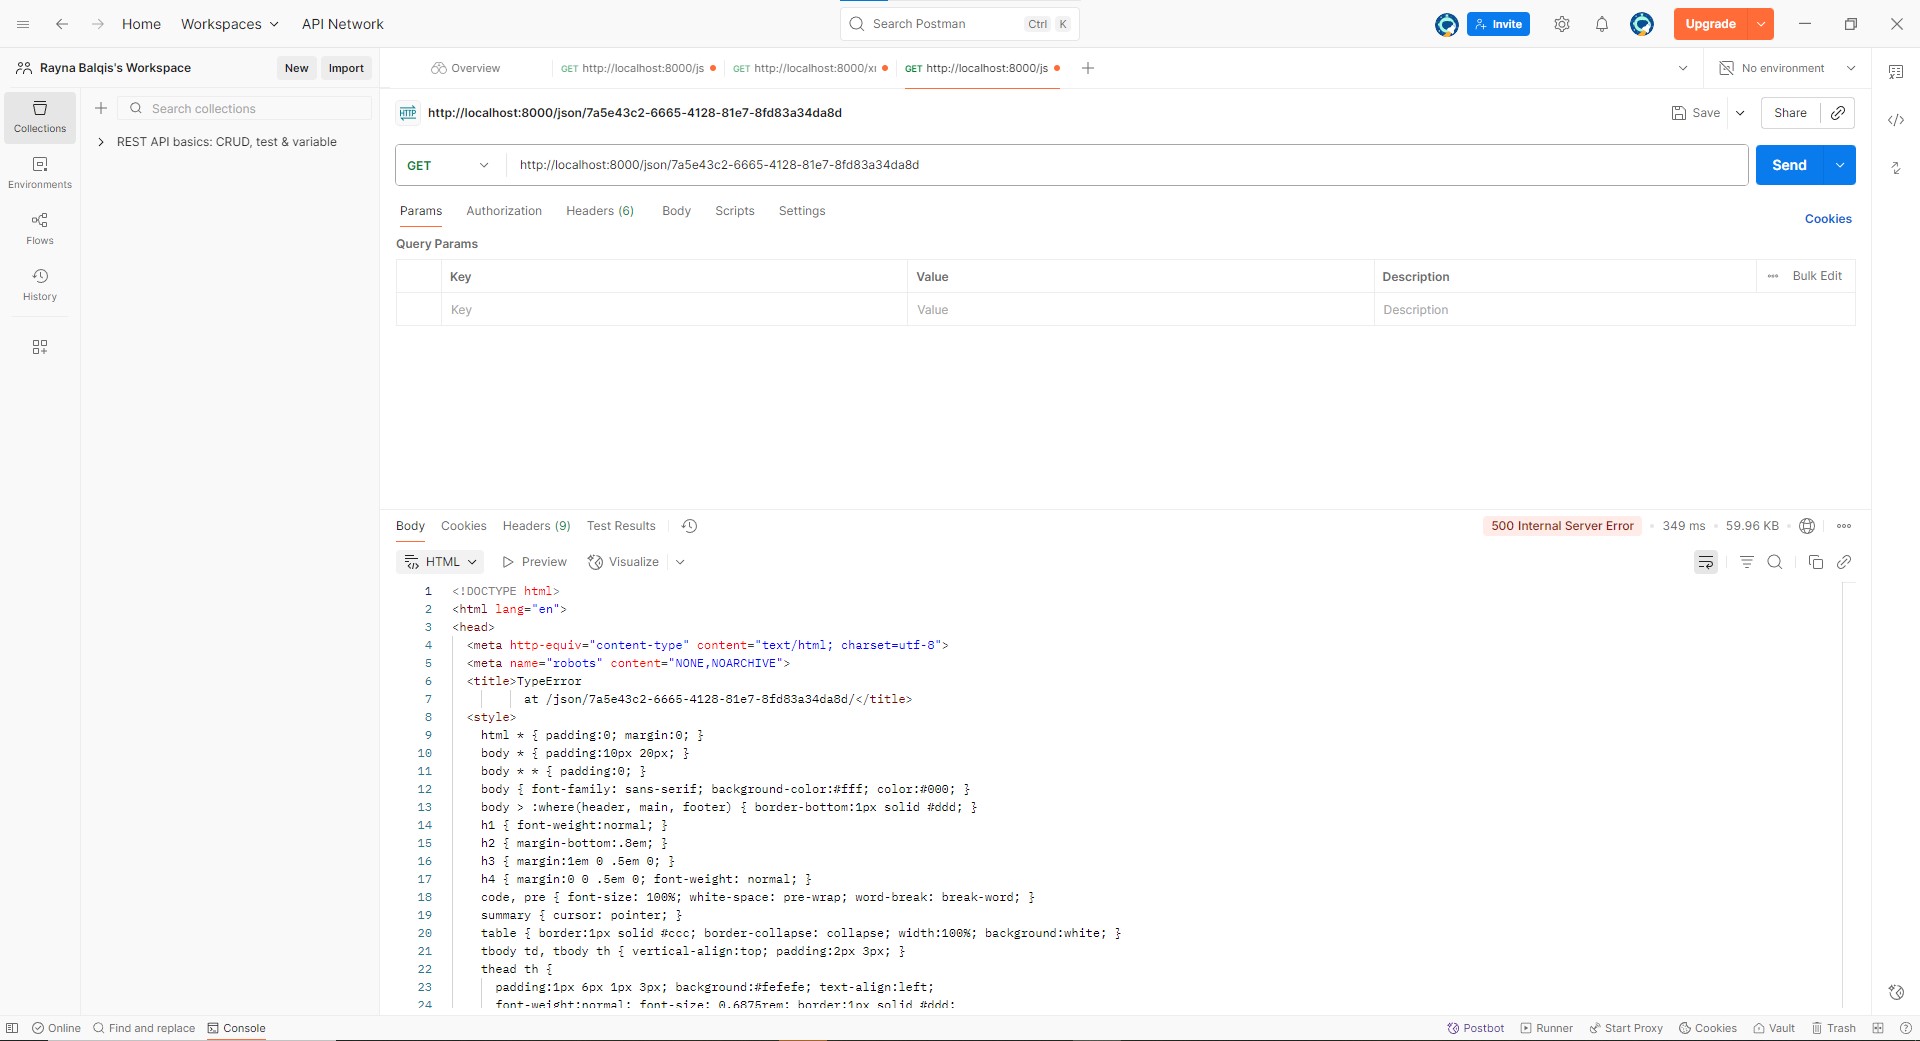 Home Workspaces API Network Search Postman Ctrl K Invite Upgrade
Rayna Balqis's Workspace New Import Overview GET http://localhost:8000/js GET http://localhost:8000/x GET http://localhost:8000/js No environment
Collections
Search collections
REST API basics: CRUD, test & variable
Environments
Flows
History
HTTP http://localhost:8000/json/7a5e43c2-6665-4128-81e7-8fd83a34da8d Save Share
GET http://localhost:8000/json/7a5e43c2-6665-4128-81e7-8fd83a34da8d Send
Params Authorization Headers (6) Body Scripts Settings Cookies
Query Params
Key Value Description Bulk Edit
Key Value Description
Body Cookies Headers (9) Test Results 500 Internal Server Error 349 ms 59.96 KB
HTML Preview Visualize
1 <!DOCTYPE html>
2 <html lang="en">
3 <head>
4 <meta http-equiv="content-type" content="text/html; charset=utf-8">
5 <meta name="robots" content="NONE,NOARCHIVE">
6 <title>TypeError
7 at /json/7a5e43c2-6665-4128-81e7-8fd83a34da8d/</title>
8 <style>
9 html * { padding:0; margin:0; }
10 body * { padding:10px 20px; }
11 body * * { padding:0; }
12 body { font-family: sans-serif; background-color:#fff; color:#000; }
13 body > :where(header, main, footer) { border-bottom:1px solid #ddd; }
14 h1 { font-weight:normal; }
15 h2 { margin-bottom:.8em; }
16 h3 { margin:1em 0 .5em 0; }
17 h4 { margin:0 0 .5em 0; font-weight: normal; }
18 code, pre { font-size: 100%; white-space: pre-wrap; word-break: break-word; }
19 summary { cursor: pointer; }
20 table { border:1px solid #ccc; border-collapse: collapse; width:100%; background:white; }
21 tbody td, tbody th { vertical-align:top; padding:2px 3px; }
22 thead th {
23 padding:1px 6px 1px 3px; background:#fefefe; text-align:left;
24 font-weight:normal; font-size: 0.6875rem; border:1px solid #ddd;
Online Find and replace Console Postbot Runner Start Proxy Cookies Vault Trash